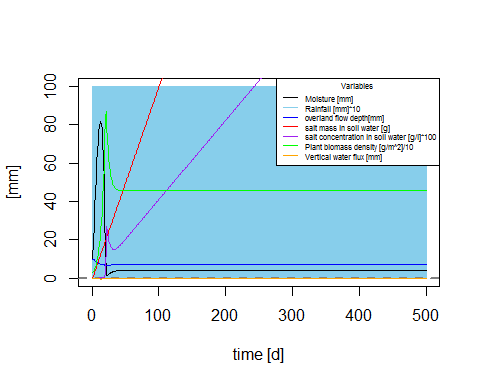 Variables
Moisture [mm]
Rainfall [mm]*10
overland flow depth[mm]
salt mass in soil water [g]
salt concentration in soil water [g/l]*100
Plant biomass density [g/m^2]/10
Vertical water flux [mm]
100
80
60
40
20
0
[mm]
0 100 200 300 400 500
time [d]